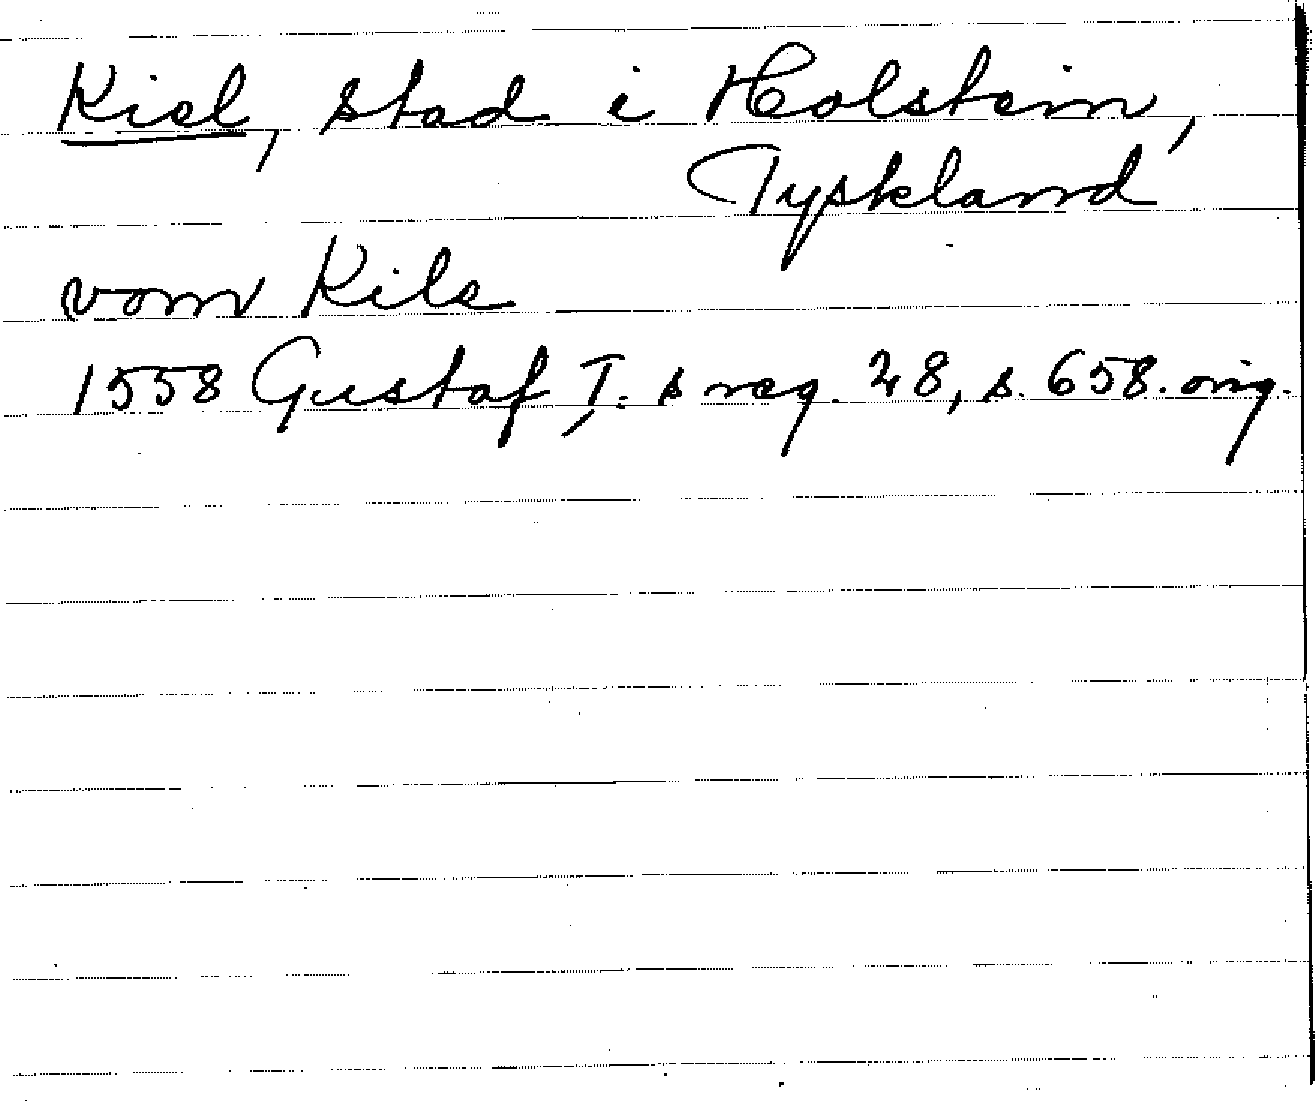 Kiel, stad i Holstein,
Tyskland
vom Kile
1558 Gustaf I:s reg. 28, s. 658. orig.